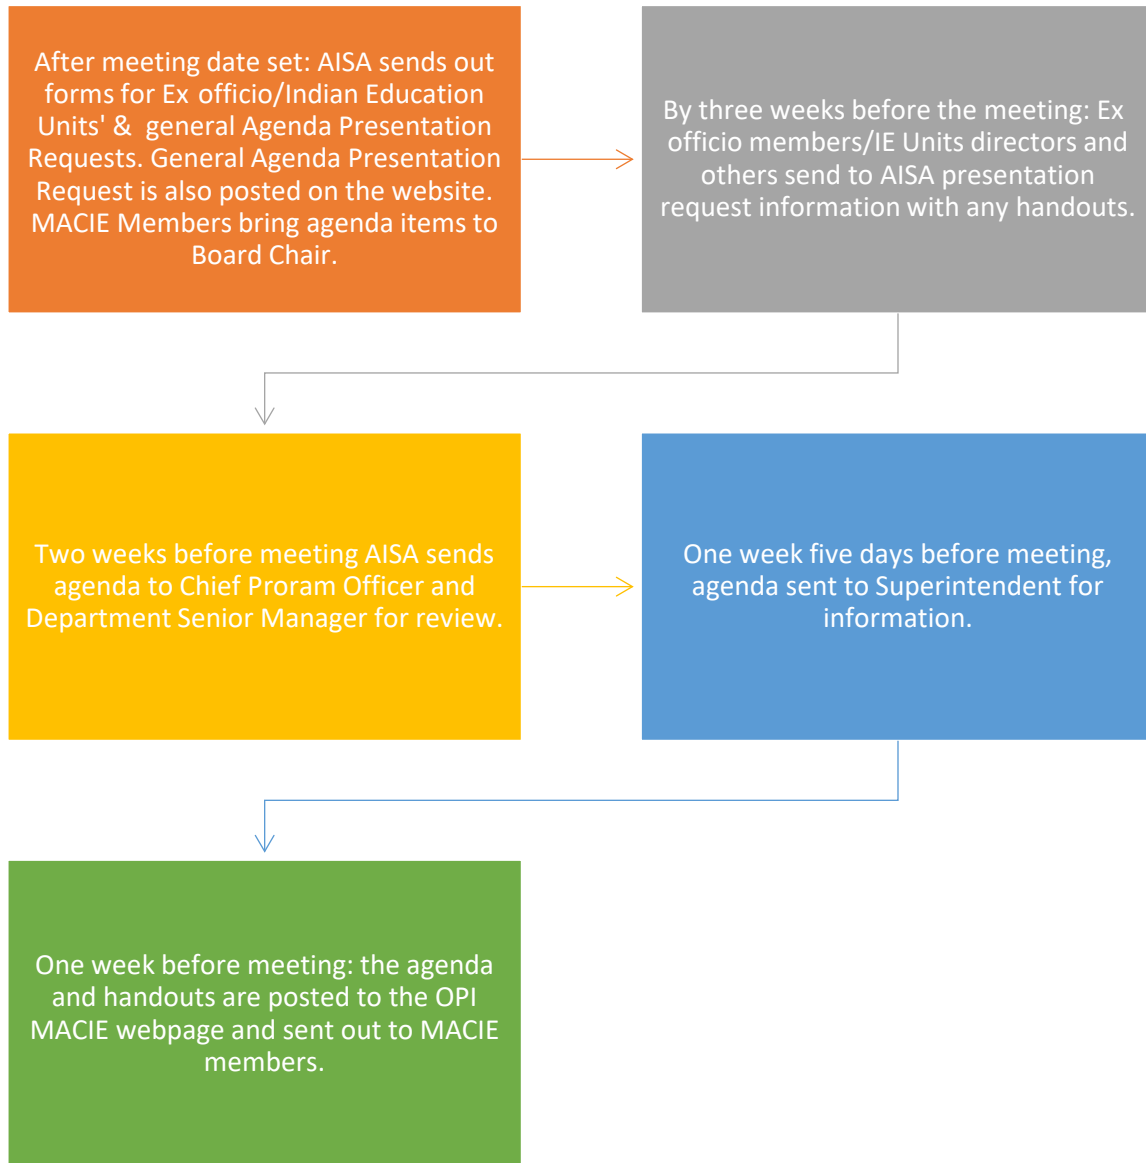 After meeting date set: AISA sends out
forms for Ex officio/Indian Education
Units' & general Agenda Presentation
Requests. General Agenda Presentation
Request is also posted on the website.
MACIE Members bring agenda items to
Board Chair.
By three weeks before the meeting: Ex
officio members/IE Units directors and
others send to AISA presentation
request information with any handouts.
Two weeks before meeting AISA sends
agenda to Chief Proram Officer and
Department Senior Manager for review.
One week five days before meeting,
agenda sent to Superintendent for
information.
One week before meeting: the agenda
and handouts are posted to the OPI
MACIE webpage and sent out to MACIE
members.